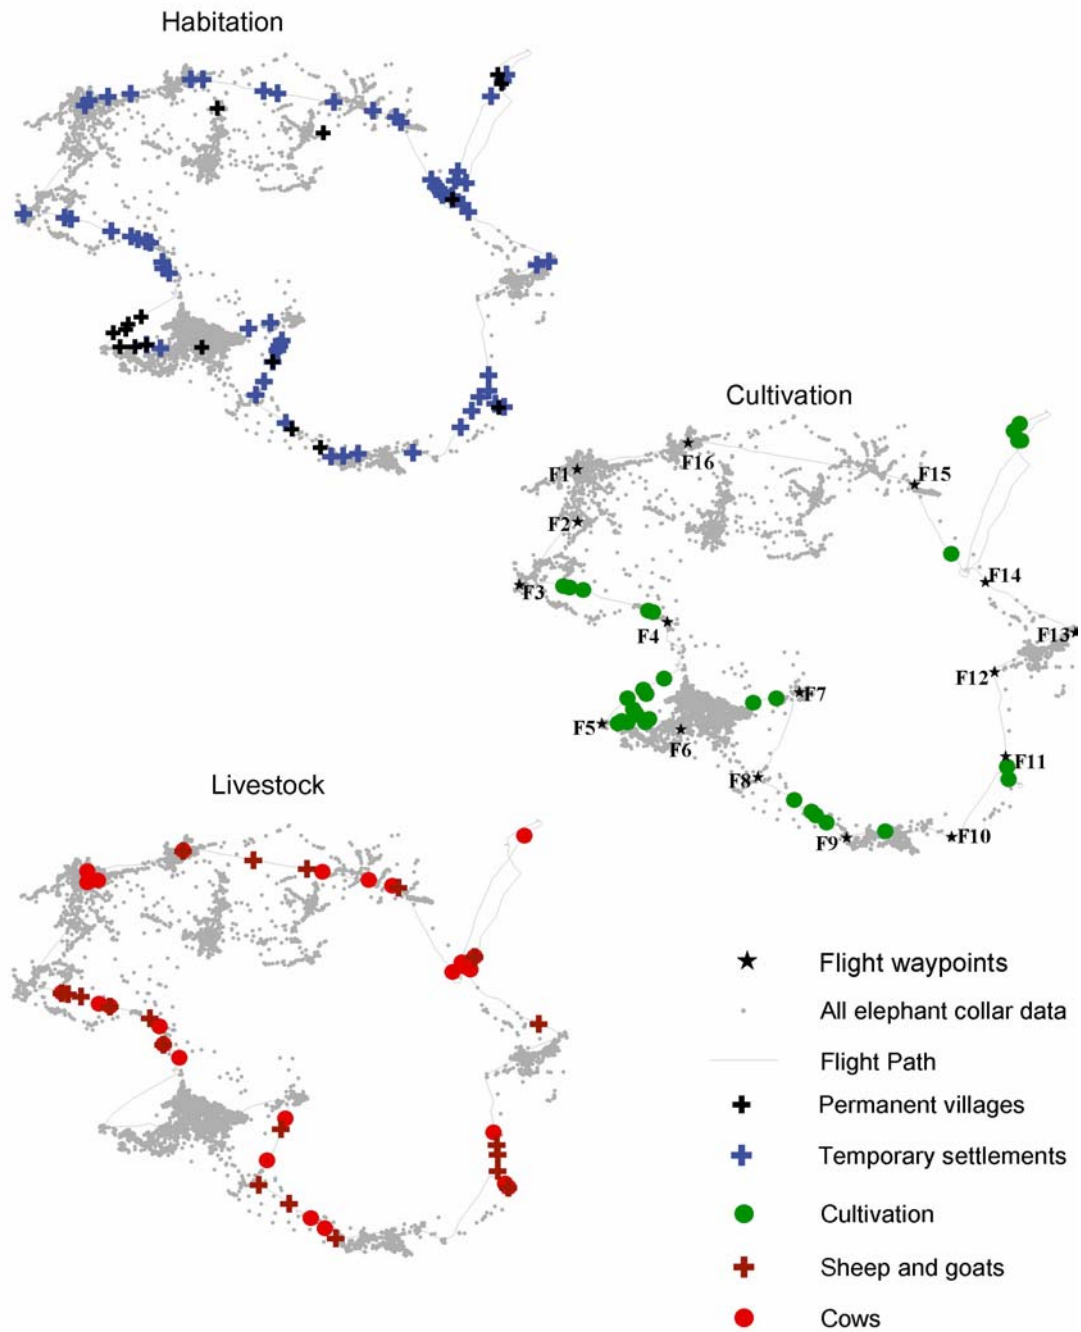 Habitation
Cultivation
F1
F16
F15
F2
F3
F14
F4
F13
F12
F5
F7
F6
F11
F8
F9
F10
Livestock
Flight waypoints
All elephant collar data
Flight Path
Permanent villages
Temporary settlements
Cultivation
Sheep and goats
Cows